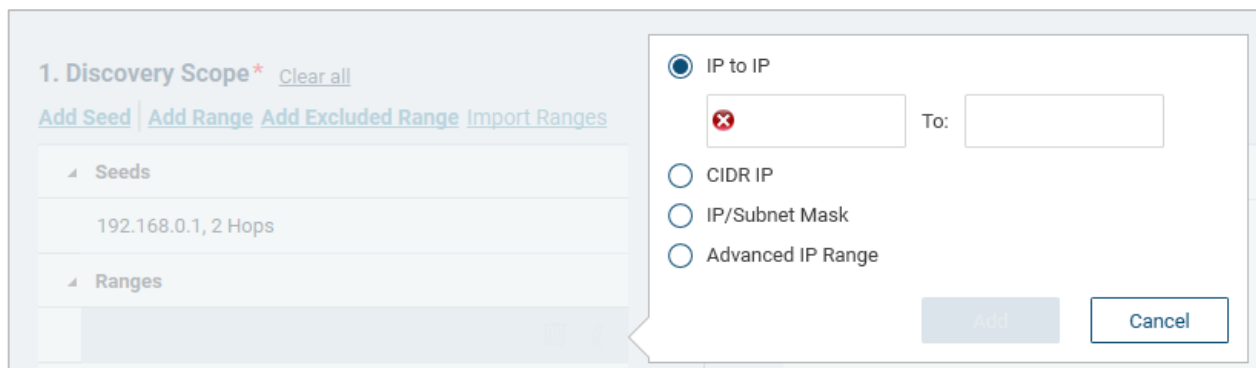 1. Discovery Scope* Clear all
Add Seed Add Range Add Excluded Range Import Ranges
Seeds
192.168.0.1, 2 Hops
Ranges
IP to IP
To:
CIDR IP
IP/Subnet Mask
Advanced IP Range
Add Cancel